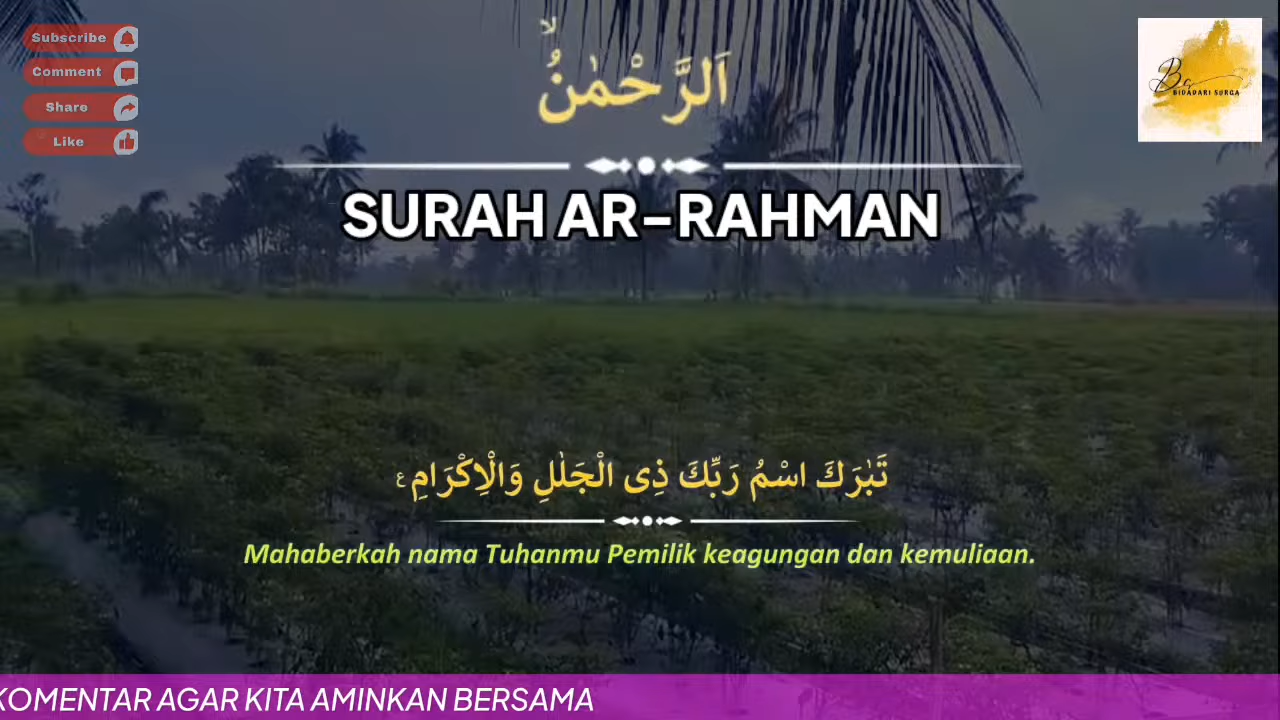 Subscribe
Comment
Share
Like
اَلرَّحْمٰنُۙ
BIDADARI SURGA
SURAH AR-RAHMAN
تَبٰرَكَ اسْمُ رَبِّكَ ذِى الْجَلٰلِ وَالْاِكْرَامِ ࣖ
Mahaberkah nama Tuhanmu Pemilik keagungan dan kemuliaan.
KOMENTAR AGAR KITA AMINKAN BERSAMA